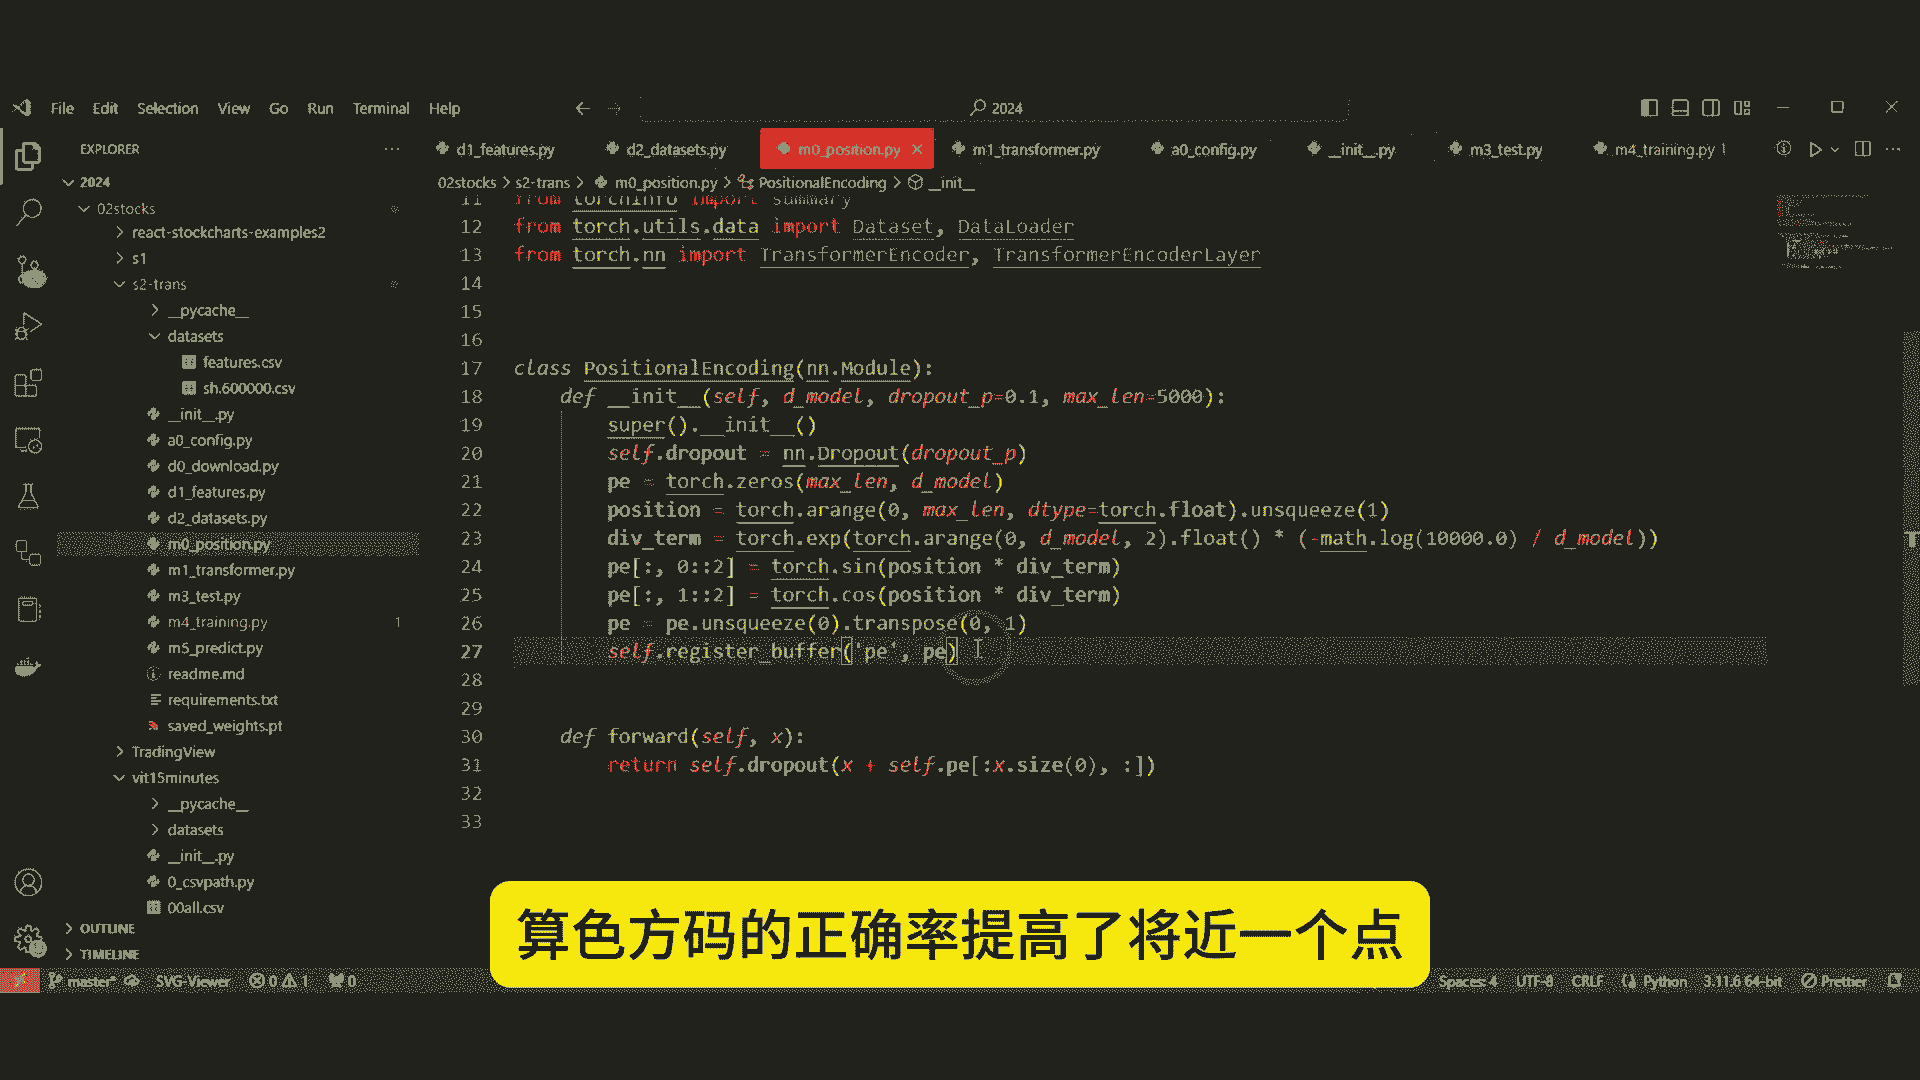 File Edit Selection View Go Run Terminal Help
2024
EXPLORER
d1_features.py d2_datasets.py m0_position.py m1_transformer.py a0_config.py __init__.py m3_test.py m4_training.py 1
02stocks > s2-trans > m0_position.py > PositionalEncoding > __init__
2024
02stocks
react-stockcharts-examples2
s1
s2-trans
__pycache__
datasets
features.csv
sh.600000.csv
__init__.py
a0_config.py
d0_download.py
d1_features.py
d2_datasets.py
m0_position.py
m1_transformer.py
m3_test.py
m4_training.py 1
m5_predict.py
readme.md
requirements.txt
saved_weights.pt
TradingView
vit15minutes
__pycache__
datasets
__init__.py
0_csvpath.py
00all.csv
OUTLINE
TIMELINE
11 from torchinfo import summary
12 from torch.utils.data import Dataset, DataLoader
13 from torch.nn import TransformerEncoder, TransformerEncoderLayer
14
15
16
17 class PositionalEncoding(nn.Module):
18 def __init__(self, d_model, dropout_p=0.1, max_len=5000):
19 super().__init__()
20 self.dropout = nn.Dropout(dropout_p)
21 pe = torch.zeros(max_len, d_model)
22 position = torch.arange(0, max_len, dtype=torch.float).unsqueeze(1)
23 div_term = torch.exp(torch.arange(0, d_model, 2).float() * (-math.log(10000.0) / d_model))
24 pe[:, 0::2] = torch.sin(position * div_term)
25 pe[:, 1::2] = torch.cos(position * div_term)
26 pe = pe.unsqueeze(0).transpose(0, 1)
27 self.register_buffer('pe', pe)
28
29
30 def forward(self, x):
31 return self.dropout(x + self.pe[:x.size(0), :])
32
33
算色方码的正确率提高了将近一个点
master* SVG-Viewer 0 1 0 Spaces: 4 UTF-8 CRLF Python 3.11.6 64-bit Prettier